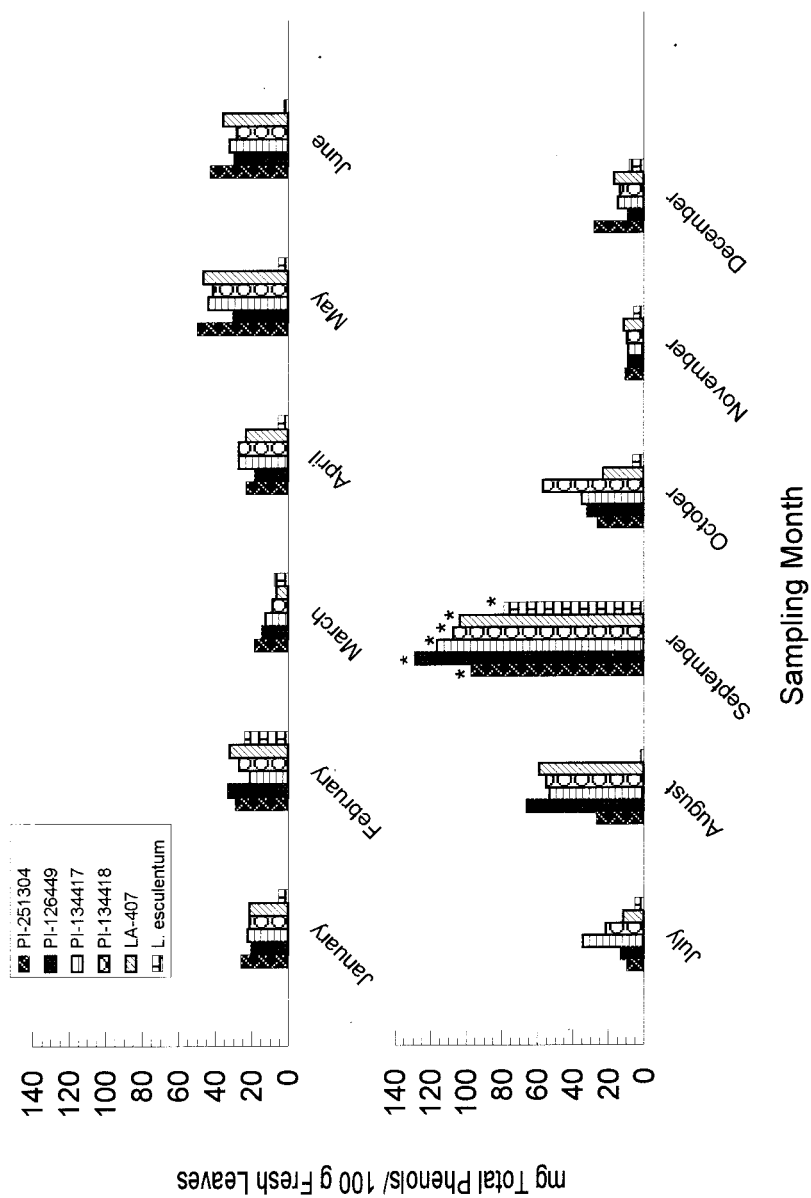 PI-251304
PI-126449
PI-134417
PI-134418
LA-407
L. esculentum
mg Total Phenols/ 100 g Fresh Leaves
140
120
100
80
60
40
20
0
January
February
March
April
May
June
140
120
100
80
60
40
20
0
*
*
*
*
*
*
July
August
September
October
November
December
Sampling Month